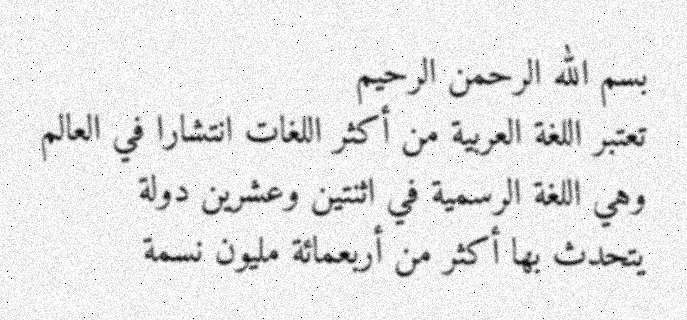 بسم الله الرحمن الرحيم
تعتبر اللغة العربية من أكثر اللغات انتشارا في العالم
وهي اللغة الرسمية في اثنتين وعشرين دولة
يتحدث بها أكثر من أربعمائة مليون نسمة